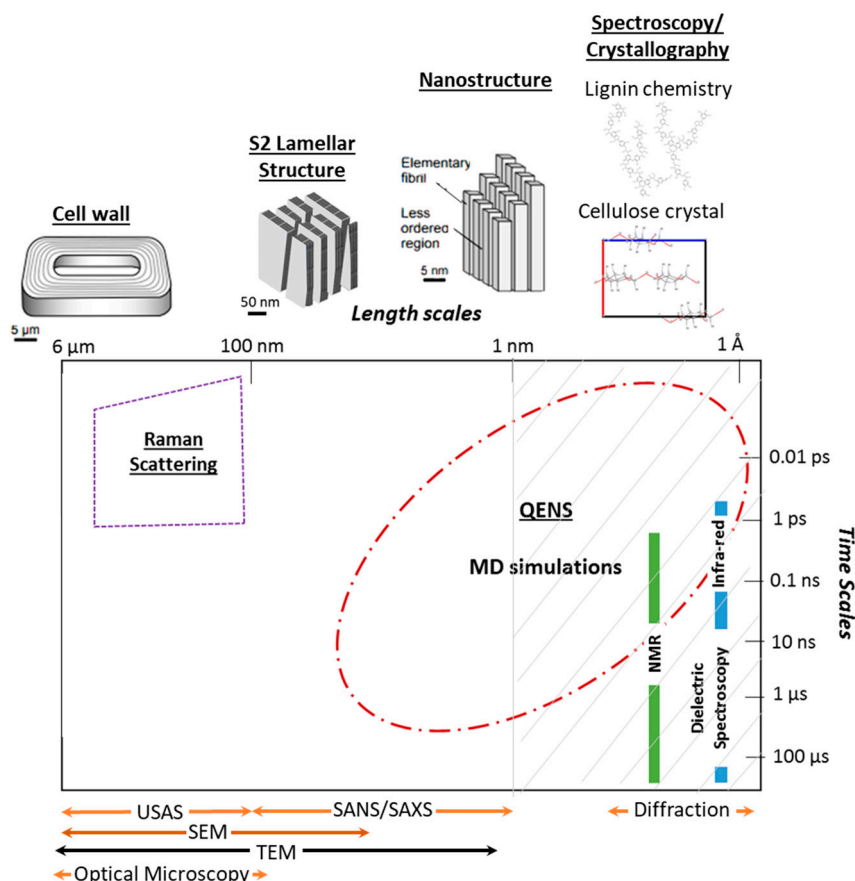 Spectroscopy/
Crystallography
Lignin chemistry
Cellulose crystal
Nanostructure
Elementary
fibril
Less
ordered
region
5 nm
S2 Lamellar
Structure
50 nm
Cell wall
5 µm
Length scales
6 µm
100 nm
1 nm
1 Å
Raman
Scattering
QENS
MD simulations
NMR
Infra-red
Dielectric
Spectroscopy
0.01 ps
1 ps
0.1 ns
10 ns
1 µs
100 µs
Time Scales
USAS
SANS/SAXS
Diffraction
SEM
TEM
Optical Microscopy